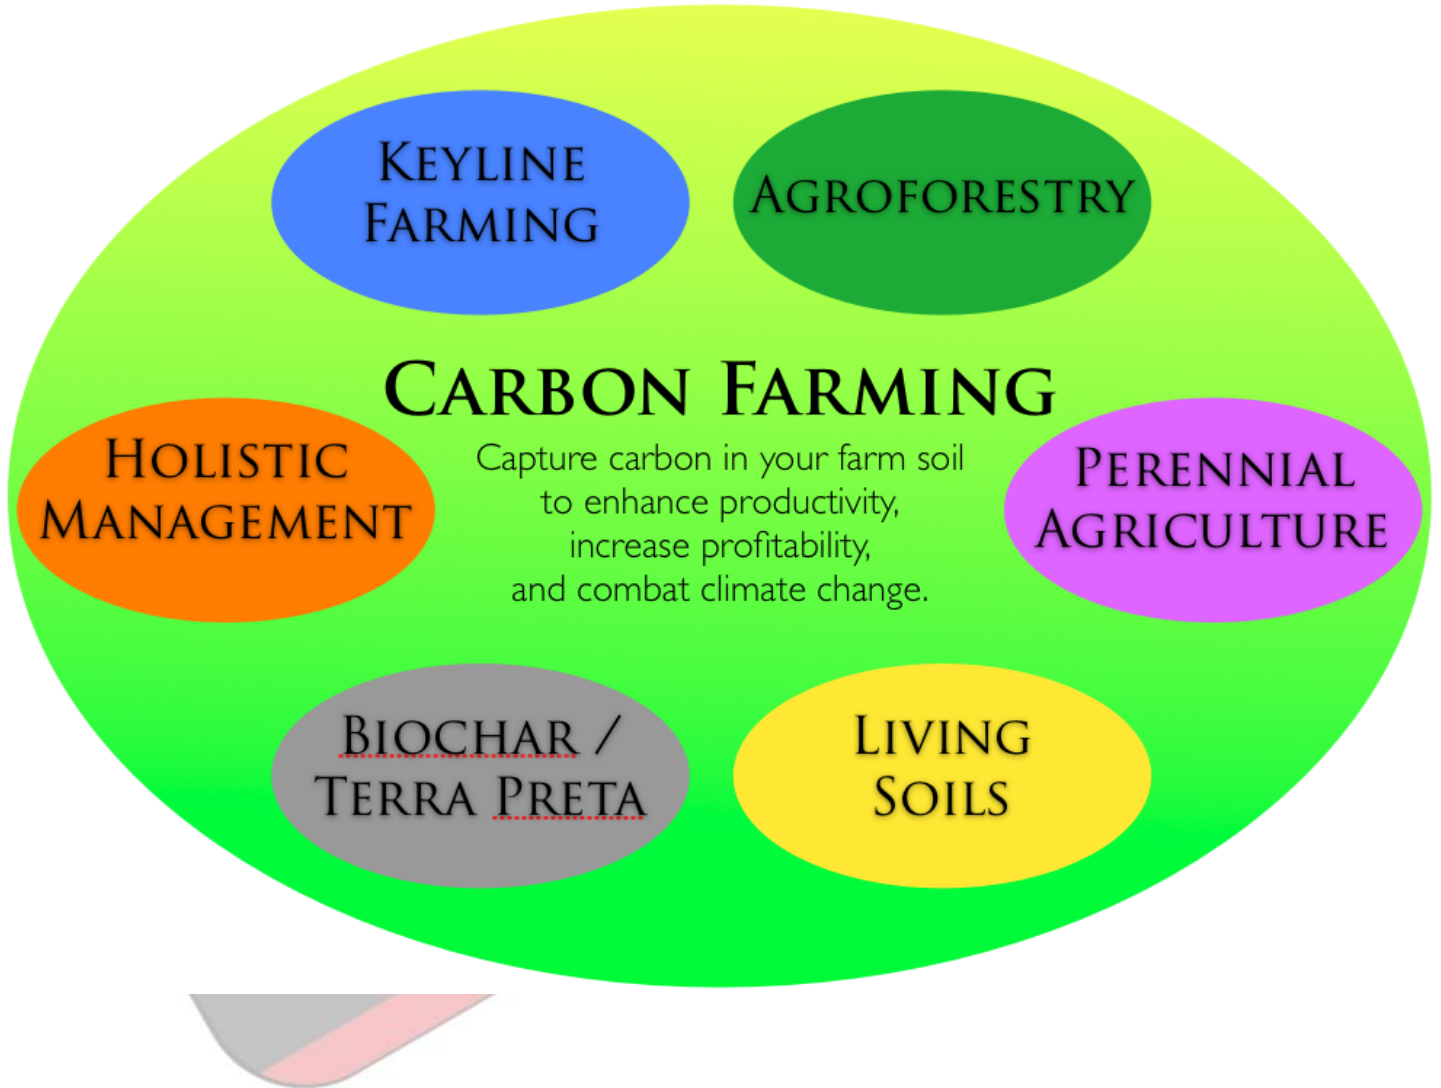 KEYLINE
FARMING
AGROFORESTRY
CARBON FARMING
Capture carbon in your farm soil
to enhance productivity,
increase profitability,
and combat climate change.
HOLISTIC
MANAGEMENT
PERENNIAL
AGRICULTURE
BIOCHAR /
TERRA PRETA
LIVING
SOILS